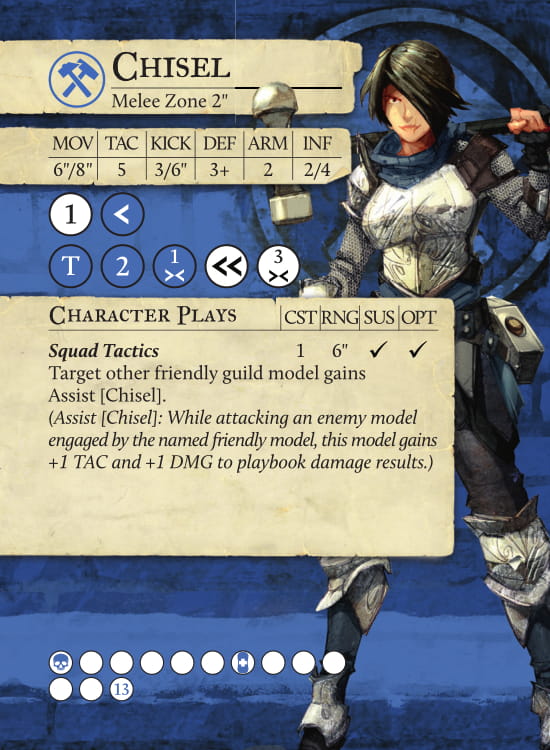 Chisel
Melee Zone 2"
MOV TAC KICK DEF ARM INF
6"/8" 5 3/6" 3+ 2 2/4
1 <
T 2 1 >< << 3 ><
Character Plays CST RNG SUS OPT
Squad Tactics 1 6" ✓ ✓
Target other friendly guild model gains
Assist [Chisel].
(Assist [Chisel]: While attacking an enemy model
engaged by the named friendly model, this model gains
+1 TAC and +1 DMG to playbook damage results.)
13